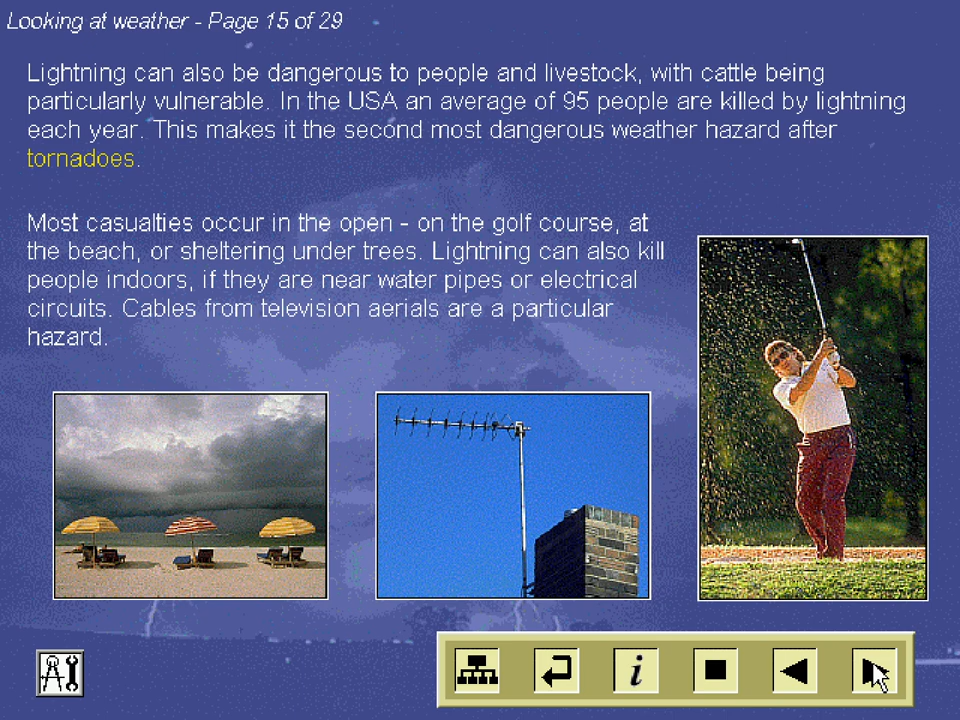 Looking at weather - Page 15 of 29
Lightning can also be dangerous to people and livestock, with cattle being
particularly vulnerable. In the USA an average of 95 people are killed by lightning
each year. This makes it the second most dangerous weather hazard after
tornadoes.
Most casualties occur in the open - on the golf course, at
the beach, or sheltering under trees. Lightning can also kill
people indoors, if they are near water pipes or electrical
circuits. Cables from television aerials are a particular
hazard.
i